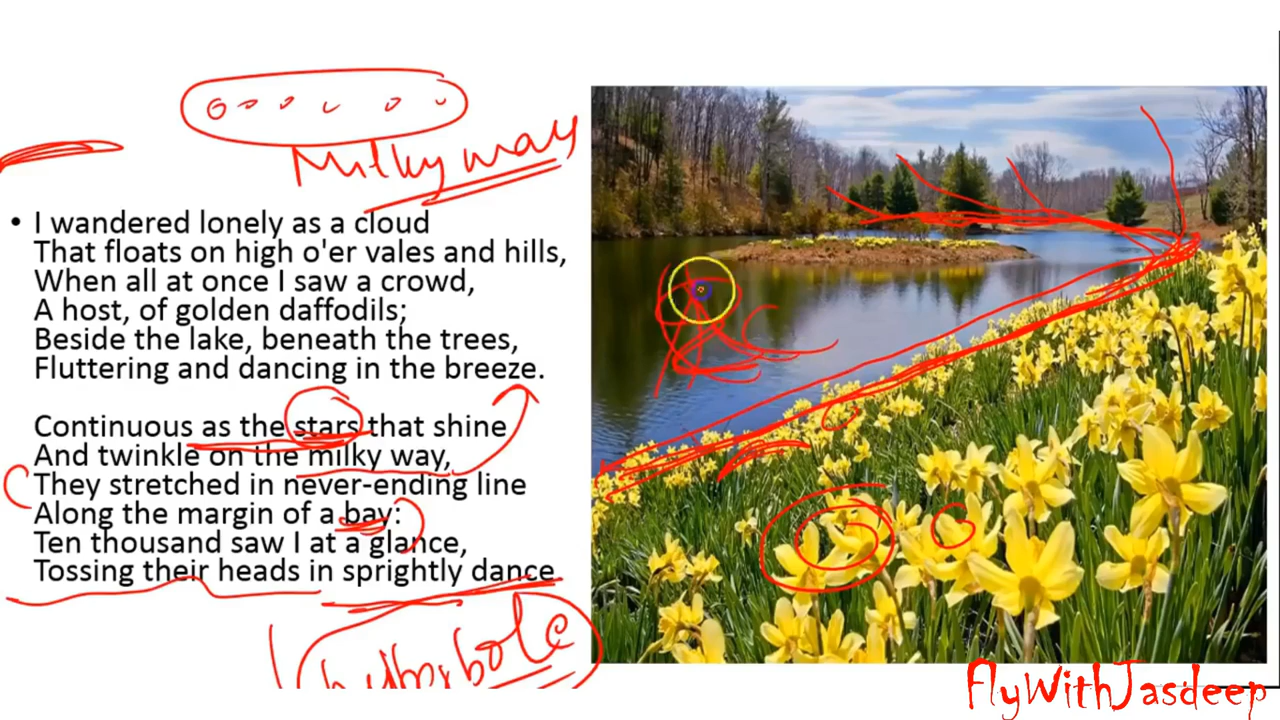 Milky way
• I wandered lonely as a cloud
That floats on high o'er vales and hills,
When all at once I saw a crowd,
A host, of golden daffodils;
Beside the lake, beneath the trees,
Fluttering and dancing in the breeze.
Continuous as the stars that shine
And twinkle on the milky way,
They stretched in never-ending line
Along the margin of a bay:
Ten thousand saw I at a glance,
Tossing their heads in sprightly dance
FlyWithJasdeep